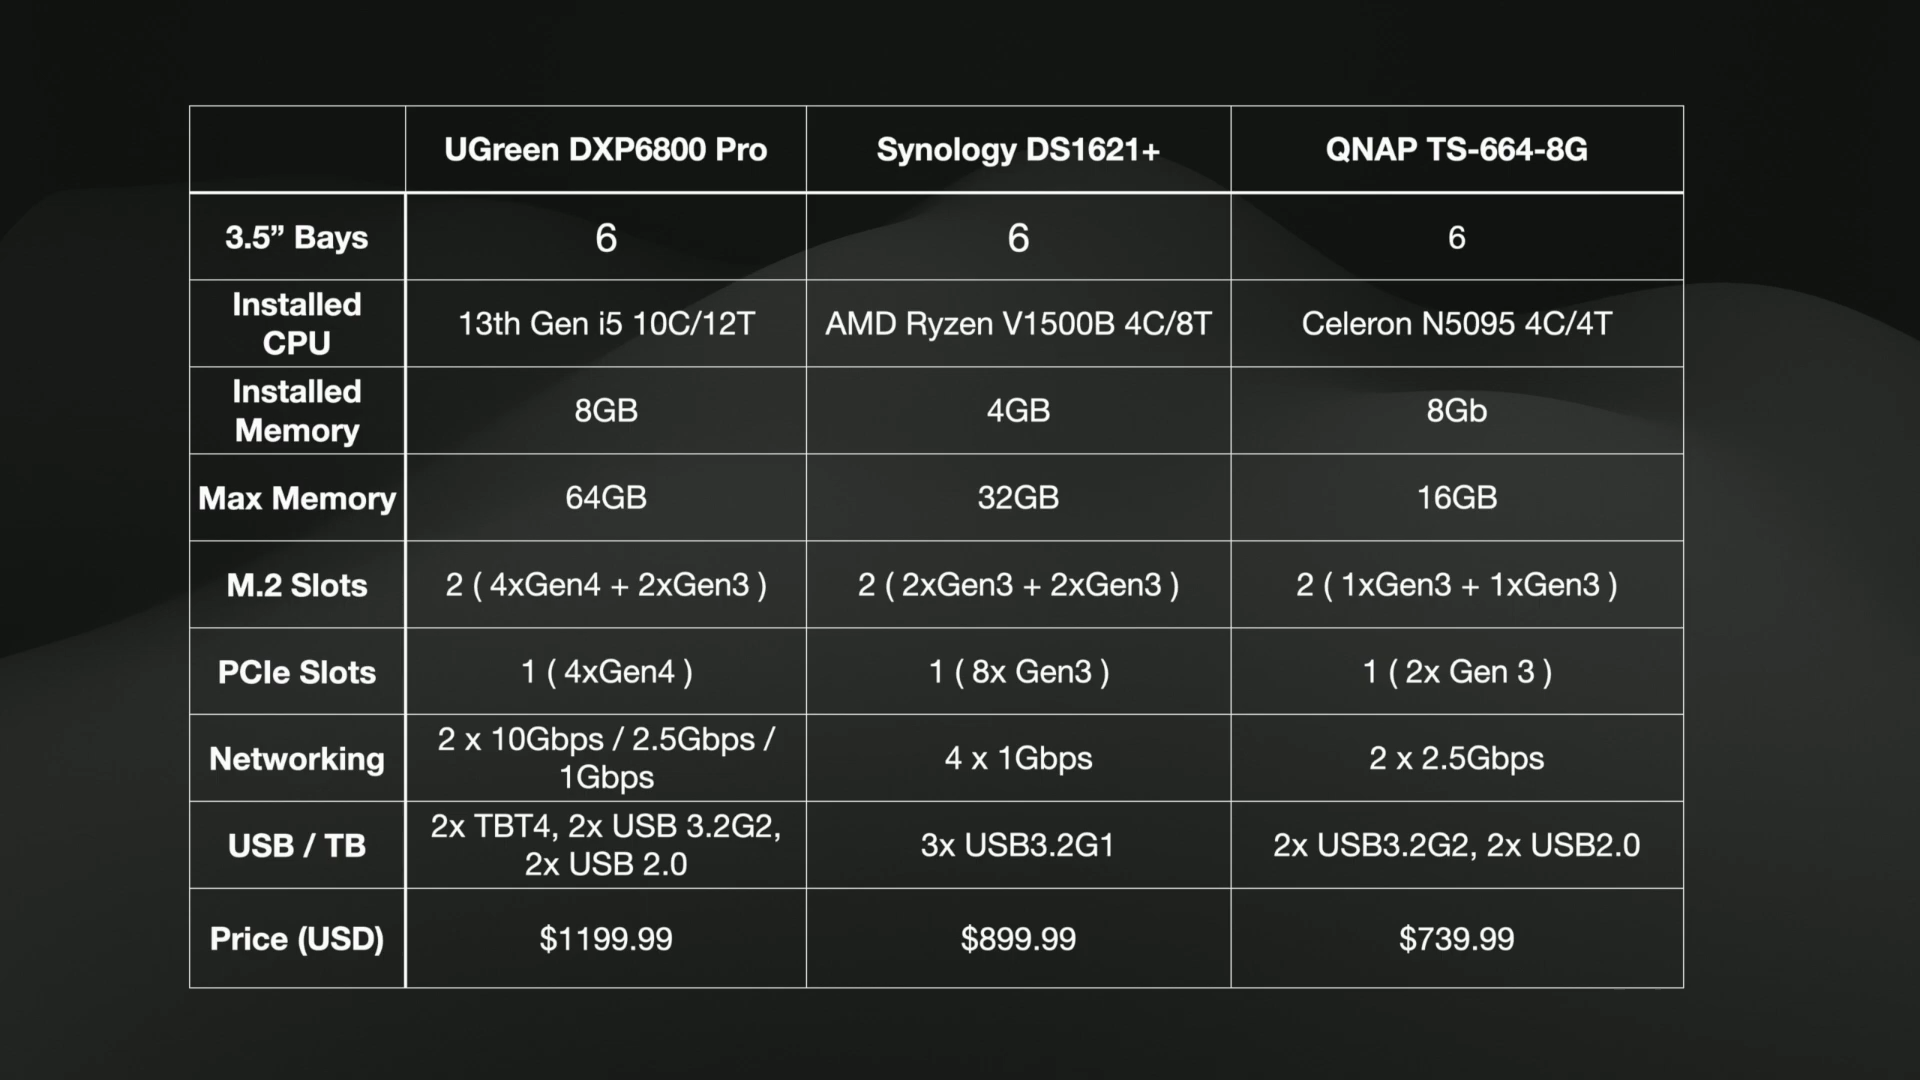 UGreen DXP6800 Pro Synology DS1621+ QNAP TS-664-8G
3.5” Bays 6 6 6
Installed
CPU 13th Gen i5 10C/12T AMD Ryzen V1500B 4C/8T Celeron N5095 4C/4T
Installed
Memory 8GB 4GB 8Gb
Max Memory 64GB 32GB 16GB
M.2 Slots 2 ( 4xGen4 + 2xGen3 ) 2 ( 2xGen3 + 2xGen3 ) 2 ( 1xGen3 + 1xGen3 )
PCIe Slots 1 ( 4xGen4 ) 1 ( 8x Gen3 ) 1 ( 2x Gen 3 )
Networking 2 x 10Gbps / 2.5Gbps /
1Gbps 4 x 1Gbps 2 x 2.5Gbps
USB / TB 2x TBT4, 2x USB 3.2G2,
2x USB 2.0 3x USB3.2G1 2x USB3.2G2, 2x USB2.0
Price (USD) $1199.99 $899.99 $739.99